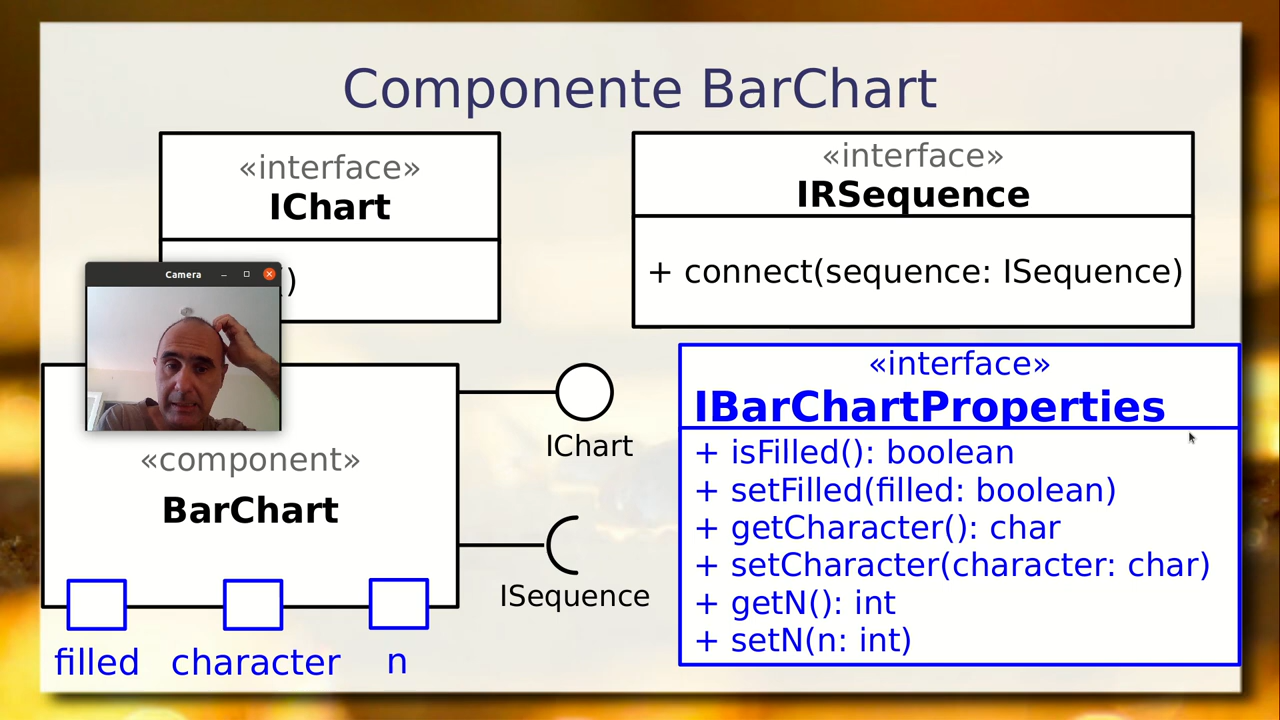 Componente BarChart
«interface»
IChart
)
«interface»
IRSequence
+ connect(sequence: ISequence)
Camera
«component»
BarChart
IChart
ISequence
filled
character
n
«interface»
IBarChartProperties
+ isFilled(): boolean
+ setFilled(filled: boolean)
+ getCharacter(): char
+ setCharacter(character: char)
+ getN(): int
+ setN(n: int)